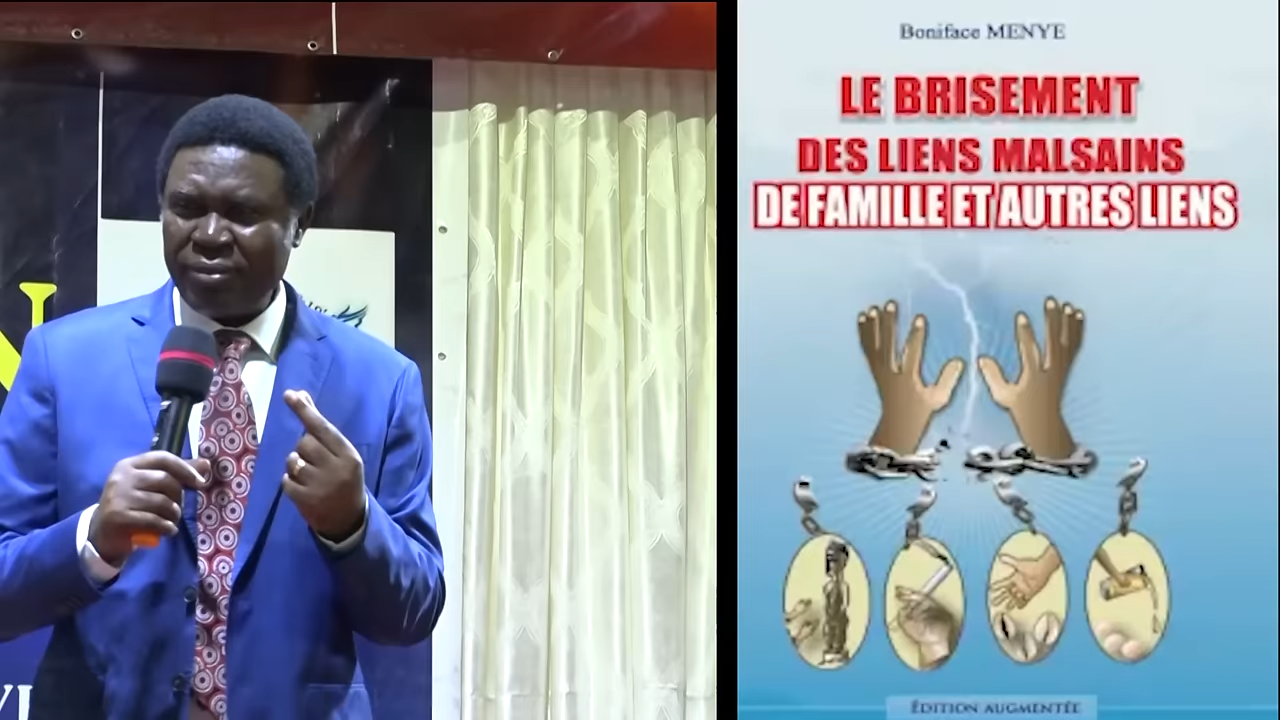 Boniface MENYE
LE BRISEMENT
DES LIENS MALSAINS
DE FAMILLE ET AUTRES LIENS
ÉDITION AUGMENTÉE